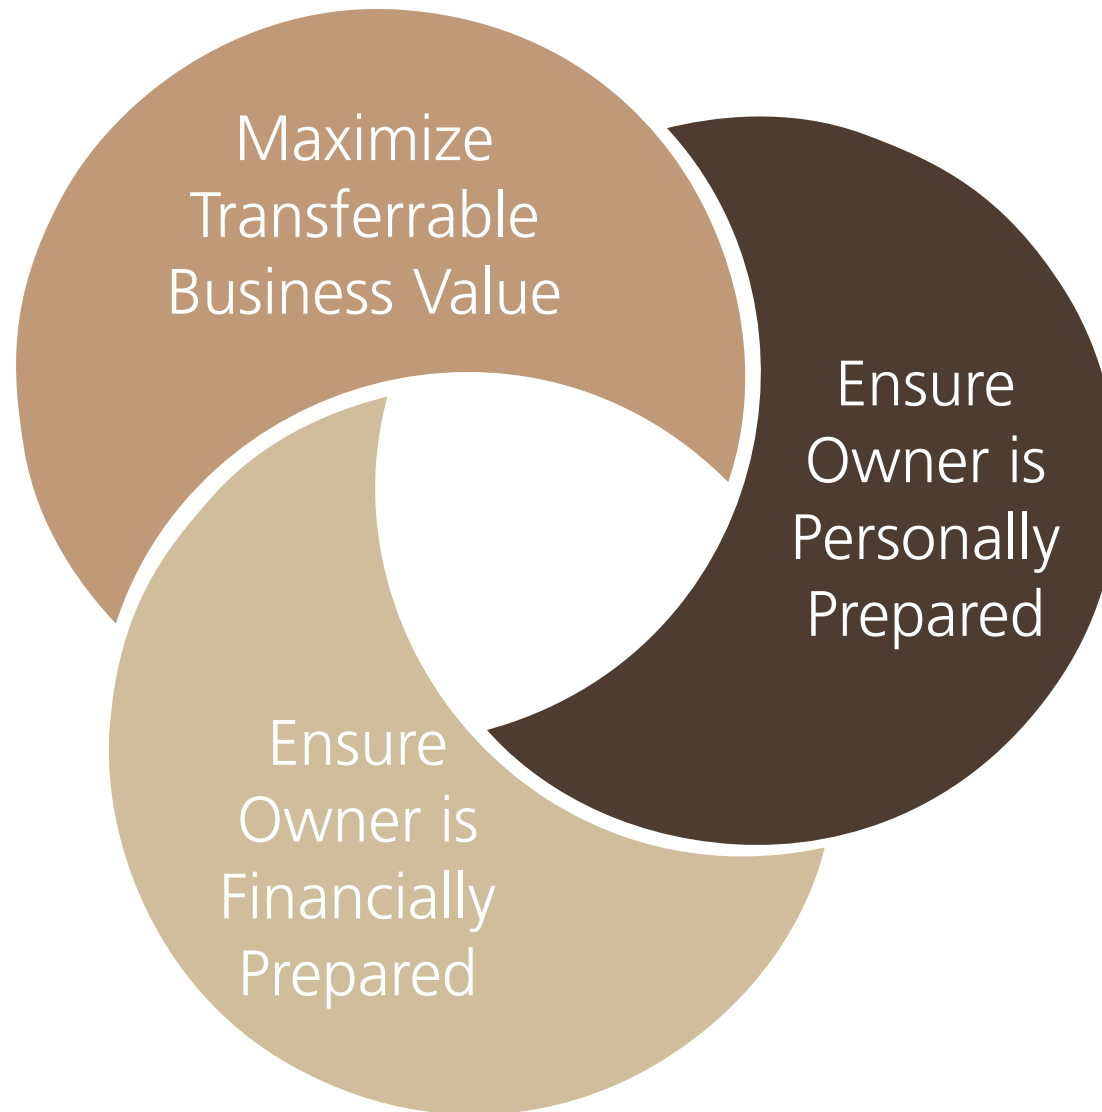 Maximize
Transferrable
Business Value
Ensure
Owner is
Personally
Prepared
Ensure
Owner is
Financially
Prepared